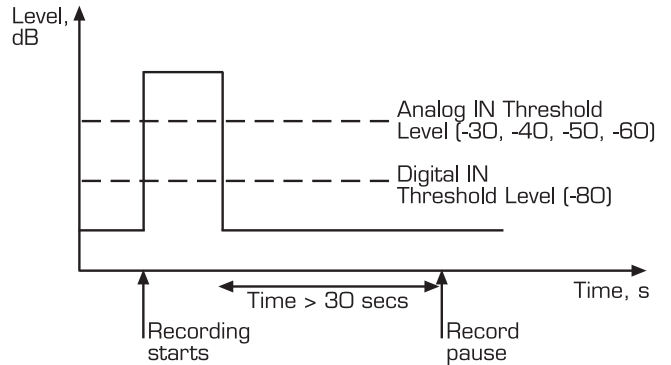 Level,
dB
Analog IN Threshold
Level (-30, -40, -50, -60)
Digital IN
Threshold Level (-80)
Time > 30 secs
Time, s
Recording
starts
Record
pause